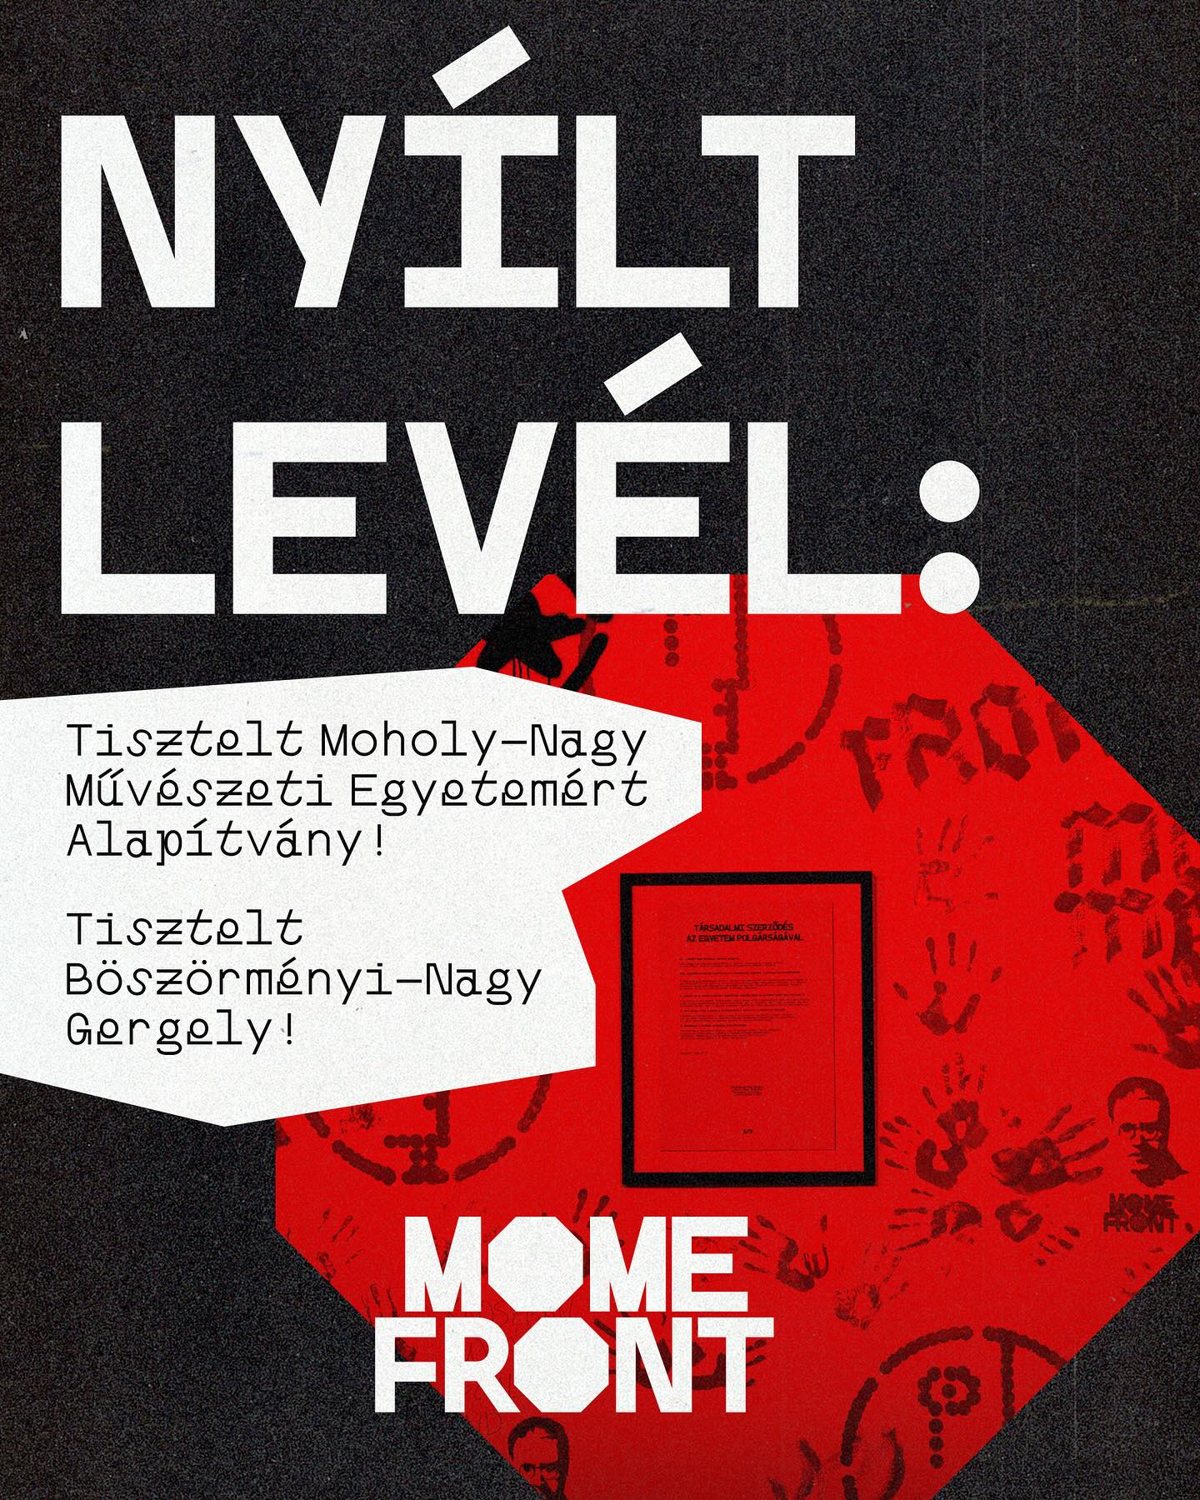 NYÍLT
LEVÉL:
Tisztelt Moholy-Nagy
Művészeti Egyetemért
Alapítvány!
Tisztelt
Böszörményi-Nagy
Gergely!
FRON
TÁRSADALMI SZERZŐDÉS
AZ EGYETEM POLGÁRSÁGÁVAL
MOME
FRONT
MOME
FRONT